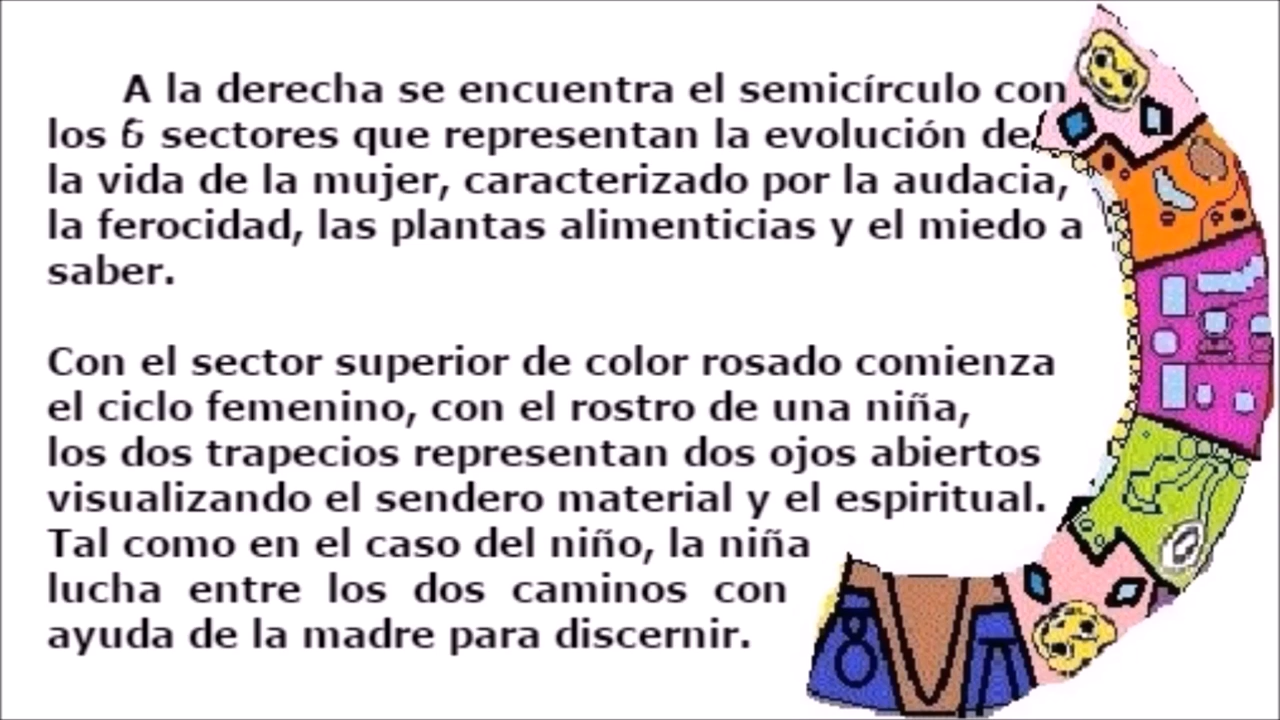 A la derecha se encuentra el semicírculo con
los 6 sectores que representan la evolución de
la vida de la mujer, caracterizado por la audacia,
la ferocidad, las plantas alimenticias y el miedo a
saber.
Con el sector superior de color rosado comienza
el ciclo femenino, con el rostro de una niña,
los dos trapecios representan dos ojos abiertos
visualizando el sendero material y el espiritual.
Tal como en el caso del niño, la niña
lucha entre los dos caminos con
ayuda de la madre para discernir.